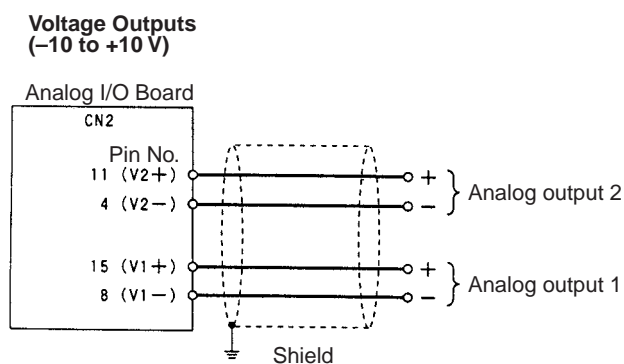 Voltage Outputs
(–10 to +10 V)
Analog I/O Board
CN2
Pin No.
11 (V2+) + Analog output 2
4 (V2−) −
15 (V1+) + Analog output 1
8 (V1−) −
Shield